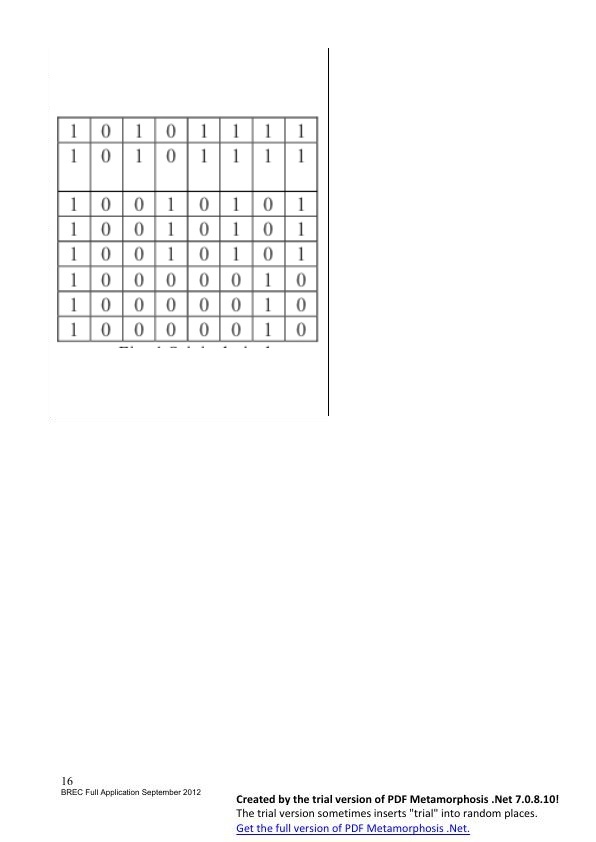 1 0 1 0 1 1 1 1
1 0 1 0 1 1 1 1
1 0 0 1 0 1 0 1
1 0 0 1 0 1 0 1
1 0 0 1 0 1 0 1
1 0 0 0 0 0 1 0
1 0 0 0 0 0 1 0
1 0 0 0 0 0 1 0
16
BREC Full Application September 2012
Created by the trial version of PDF Metamorphosis .Net 7.0.8.10!
The trial version sometimes inserts "trial" into random places.
Get the full version of PDF Metamorphosis .Net.